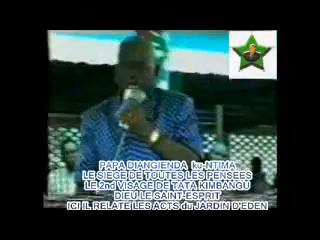 PAPA DIANGIENDA ku-NTIMA
LE SIEGE DE TOUTES LES PENSEES
LE 2nd VISAGE DE TATA KIMBANGU
DIEU LE SAINT-ESPRIT
ICI IL RELATE LES ACTS du JARDIN D'EDEN